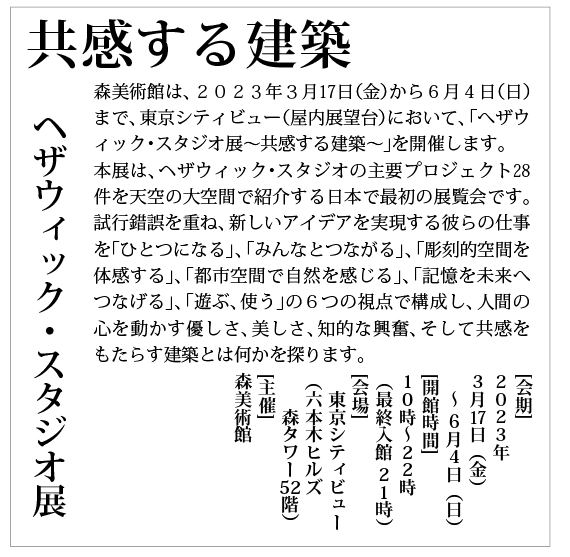 共感する建築
ヘザウィック・スタジオ展
森美術館は、２０２３年３月17日（金）から６月４日（日）
まで、東京シティビュー（屋内展望台）において、「ヘザウ
ィック・スタジオ展～共感する建築～」を開催します。
本展は、ヘザウィック・スタジオの主要プロジェクト28
件を天空の大空間で紹介する日本で最初の展覧会です。
試行錯誤を重ね、新しいアイデアを実現する彼らの仕事
を「ひとつになる」、「みんなとつながる」、「彫刻的空間を
体感する」、「都市空間で自然を感じる」、「記憶を未来へ
つなげる」、「遊ぶ、使う」の６つの視点で構成し、人間の
心を動かす優しさ、美しさ、知的な興奮、そして共感を
もたらす建築とは何かを探ります。
［会期］
２０２３年
３月17日（金）
～６月４日（日）
［開館時間］
１０時～２２時
（最終入館 ２１時）
［会場］
東京シティビュー
（六本木ヒルズ
森タワー52階）
［主催］
森美術館